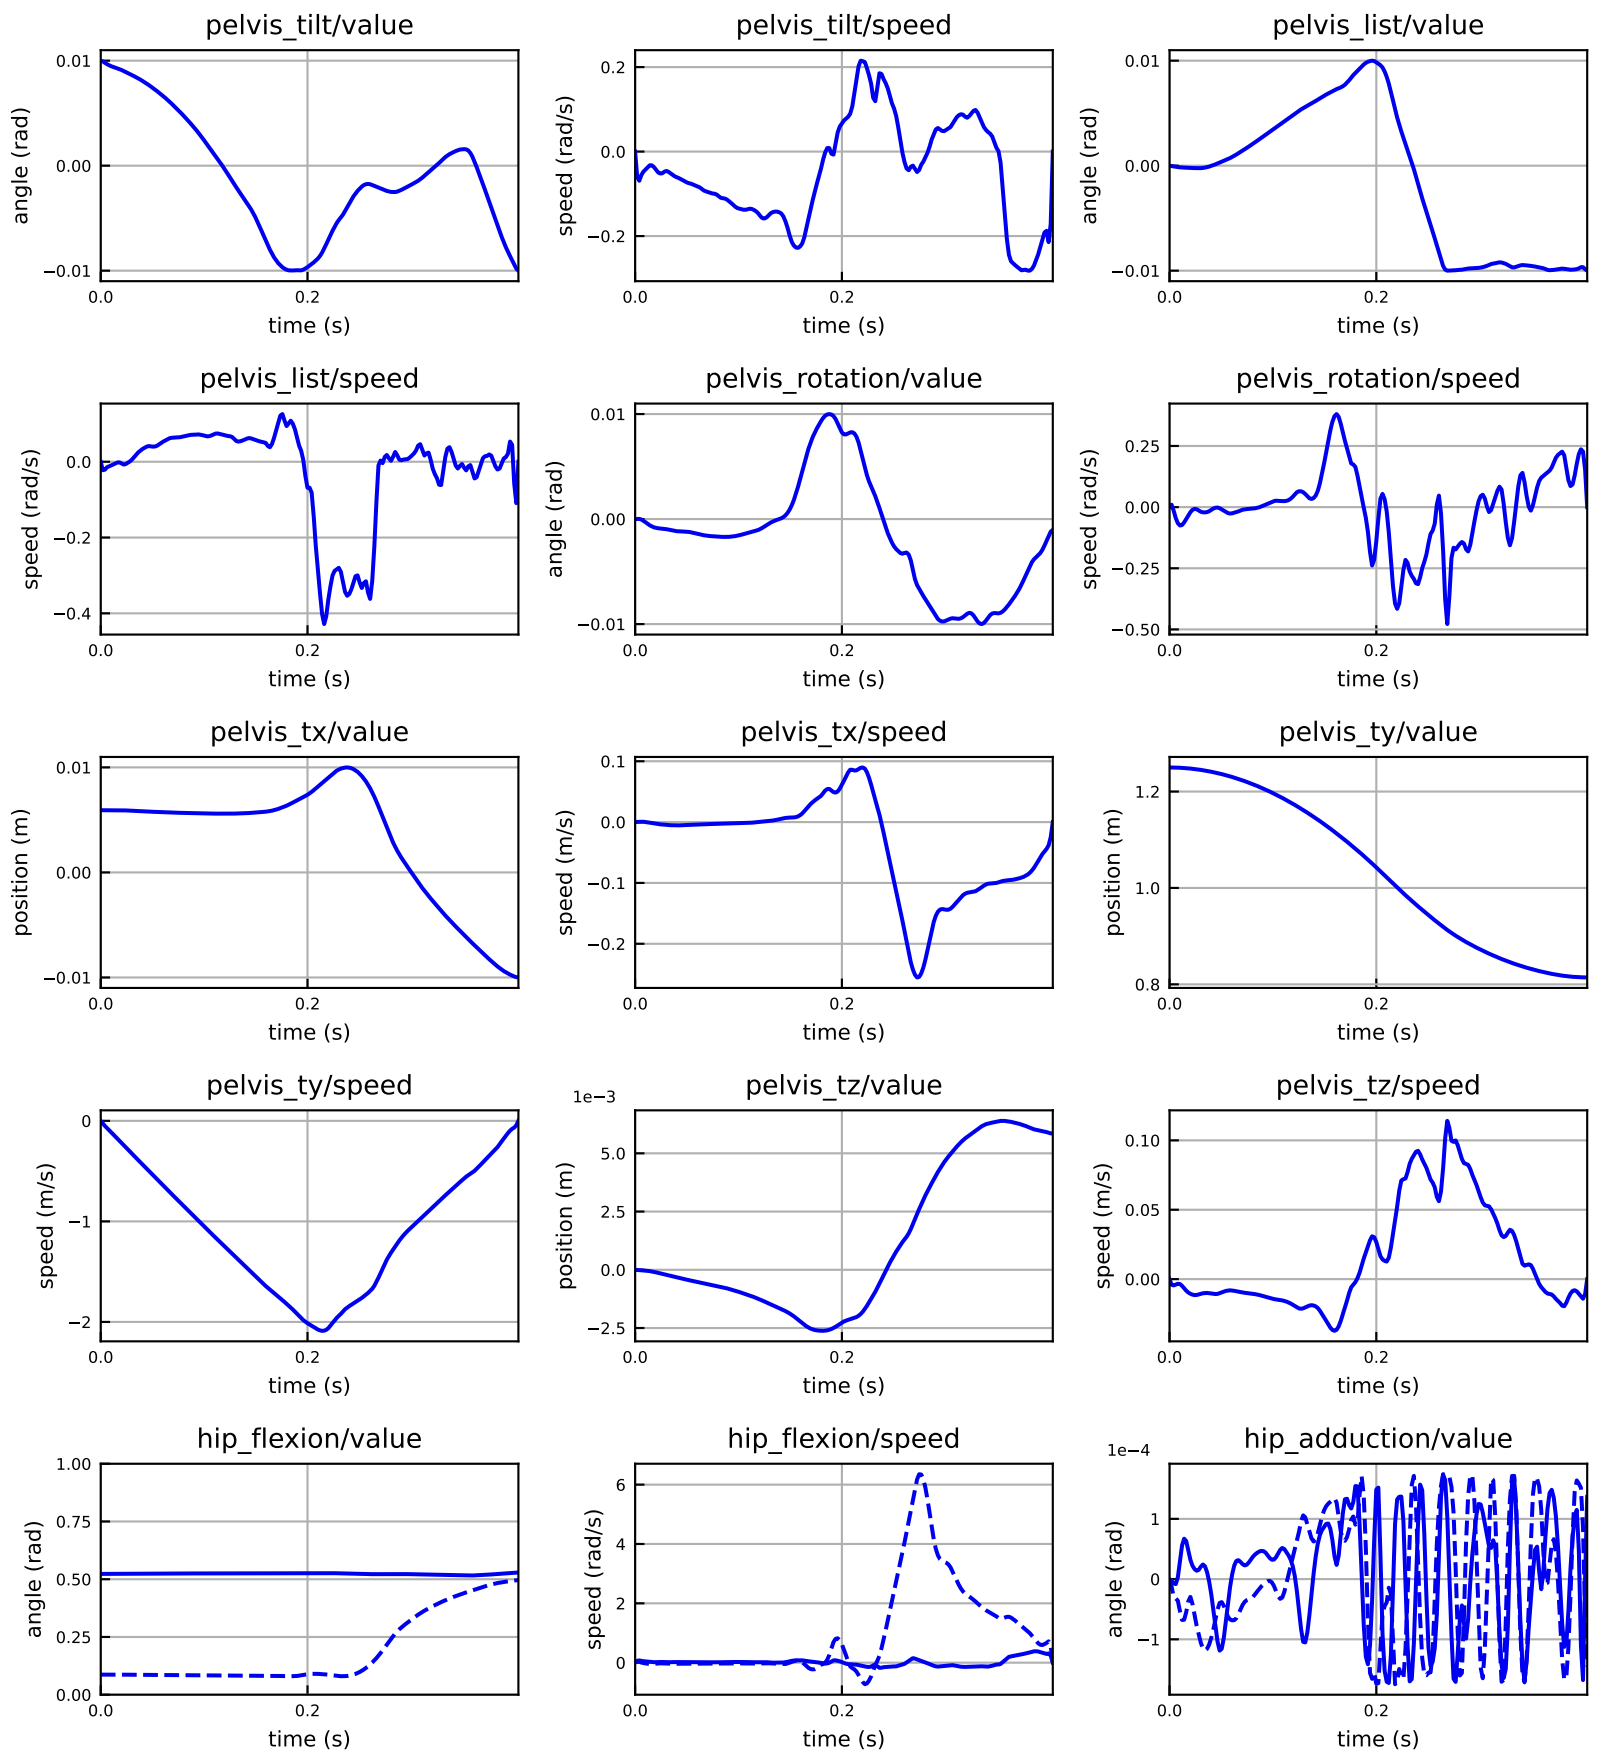 pelvis_tilt/value
pelvis_tilt/speed
pelvis_list/value
0.01
0.00
−0.01
angle (rad)
0.0
0.2
time (s)
0.2
0.0
−0.2
speed (rad/s)
0.0
0.2
time (s)
0.01
0.00
−0.01
angle (rad)
0.0
0.2
time (s)
pelvis_list/speed
pelvis_rotation/value
pelvis_rotation/speed
0.0
−0.2
−0.4
speed (rad/s)
0.0
0.2
time (s)
0.01
0.00
−0.01
angle (rad)
0.0
0.2
time (s)
0.25
0.00
−0.25
−0.50
speed (rad/s)
0.0
0.2
time (s)
pelvis_tx/value
pelvis_tx/speed
pelvis_ty/value
0.01
0.00
−0.01
position (m)
0.0
0.2
time (s)
0.1
0.0
−0.1
−0.2
speed (m/s)
0.0
0.2
time (s)
1.2
1.0
0.8
position (m)
0.0
0.2
time (s)
pelvis_ty/speed
pelvis_tz/value
pelvis_tz/speed
0
−1
−2
speed (m/s)
0.0
0.2
time (s)
1e−3
5.0
2.5
0.0
−2.5
position (m)
0.0
0.2
time (s)
0.10
0.05
0.00
speed (m/s)
0.0
0.2
time (s)
hip_flexion/value
hip_flexion/speed
hip_adduction/value
1.00
0.75
0.50
0.25
0.00
angle (rad)
0.0
0.2
time (s)
6
4
2
0
speed (rad/s)
0.0
0.2
time (s)
1e−4
1
0
−1
angle (rad)
0.0
0.2
time (s)